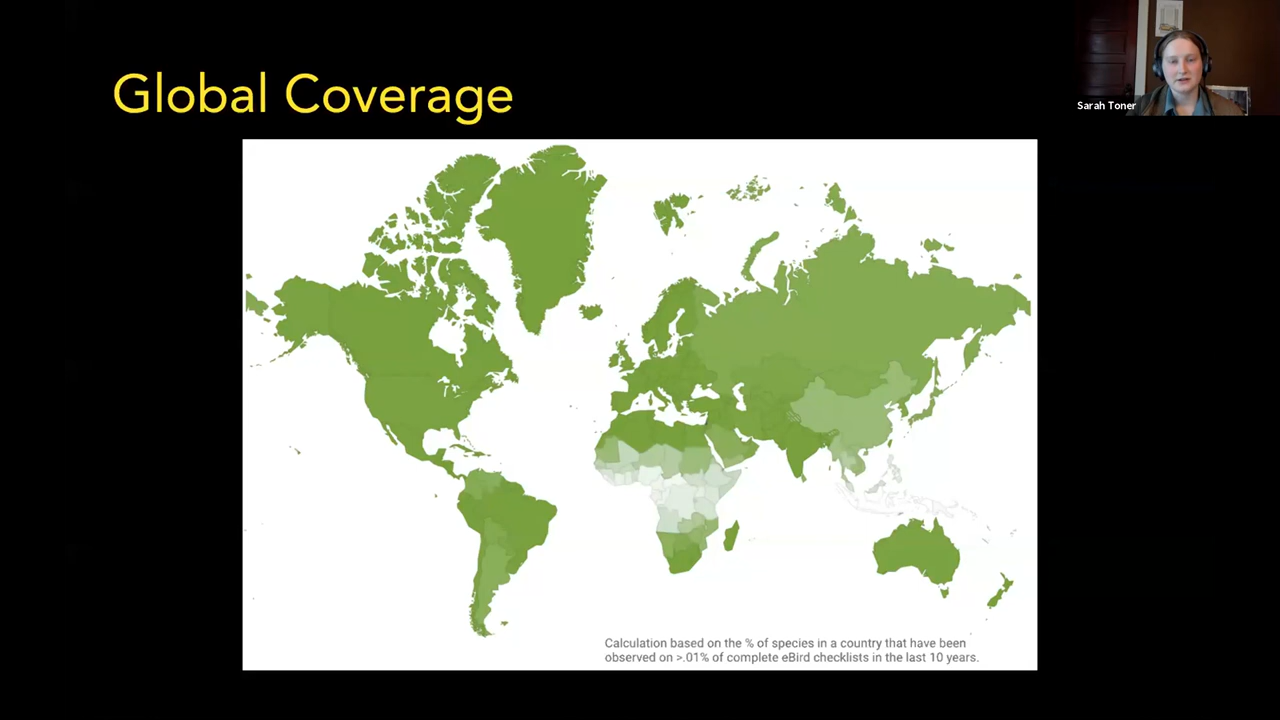 Global Coverage
Sarah Toner
Calculation based on the % of species in a country that have been
observed on >.01% of complete eBird checklists in the last 10 years.